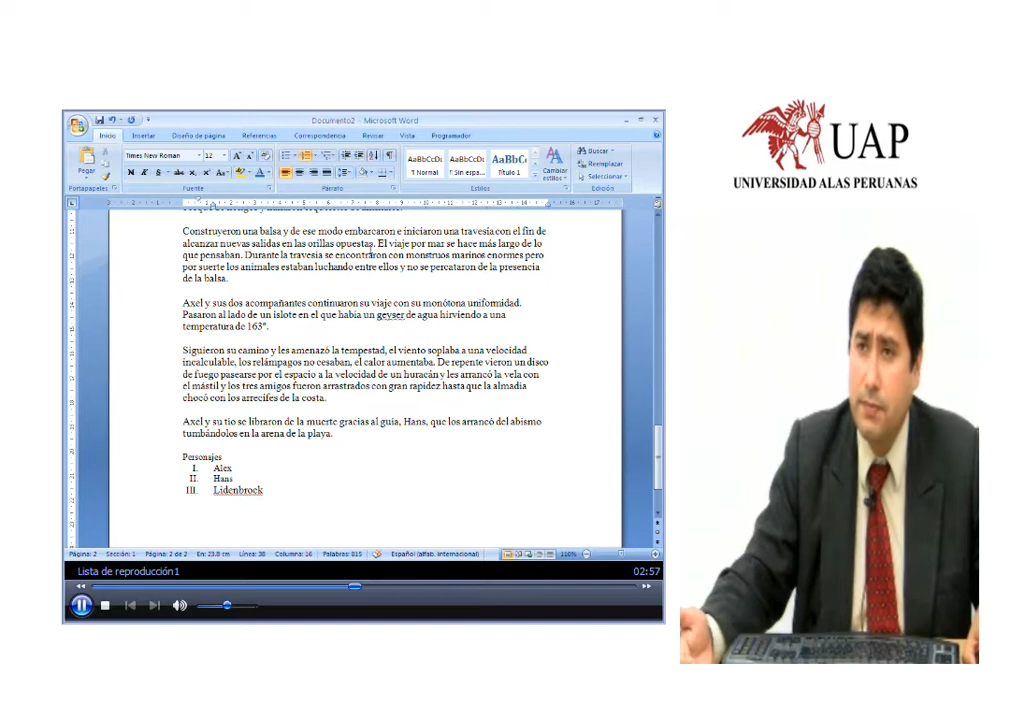 Documento2 - Microsoft Word
Inicio Insertar Diseño de página Referencias Correspondencia Revisar Vista Programador
Pegar
Times New Roman 12
AaBbCcDc AaBbCcDc AaBbC
¶ Normal ¶ Sin espa... Título 1
Cambiar estilos
Buscar
Reemplazar
Seleccionar
Portapapeles Fuente Párrafo Estilos Edición
Construyeron una balsa y de ese modo embarcaron e iniciaron una travesía con el fin de
alcanzar nuevas salidas en las orillas opuestas. El viaje por mar se hace más largo de lo
que pensaban. Durante la travesía se encontraron con monstruos marinos enormes pero
por suerte los animales estaban luchando entre ellos y no se percataron de la presencia
de la balsa.
Axel y sus dos acompañantes continuaron su viaje con su monótona uniformidad.
Pasaron al lado de un islote en el que había un geyser de agua hirviendo a una
temperatura de 163º.
Siguieron su camino y les amenazó la tempestad, el viento soplaba a una velocidad
incalculable, los relámpagos no cesaban, el calor aumentaba. De repente vieron un disco
de fuego pasearse por el espacio a la velocidad de un huracán y les arrancó la vela con
el mástil y los tres amigos fueron arrastrados con gran rapidez hasta que la almadía
chocó con los arrecifes de la costa.
Axel y su tío se libraron de la muerte gracias al guía, Hans, que los arrancó del abismo
tumbándolos en la arena de la playa.
Personajes
I. Alex
II. Hans
III. Lidenbrock
Página: 2 Sección: 1 Página: 2 de 2 En: 23.8 cm Línea: 38 Columna: 16 Palabras: 815 Español (alfab. internacional) 110%
Lista de reproducción1 02:57
UAP
UNIVERSIDAD ALAS PERUANAS